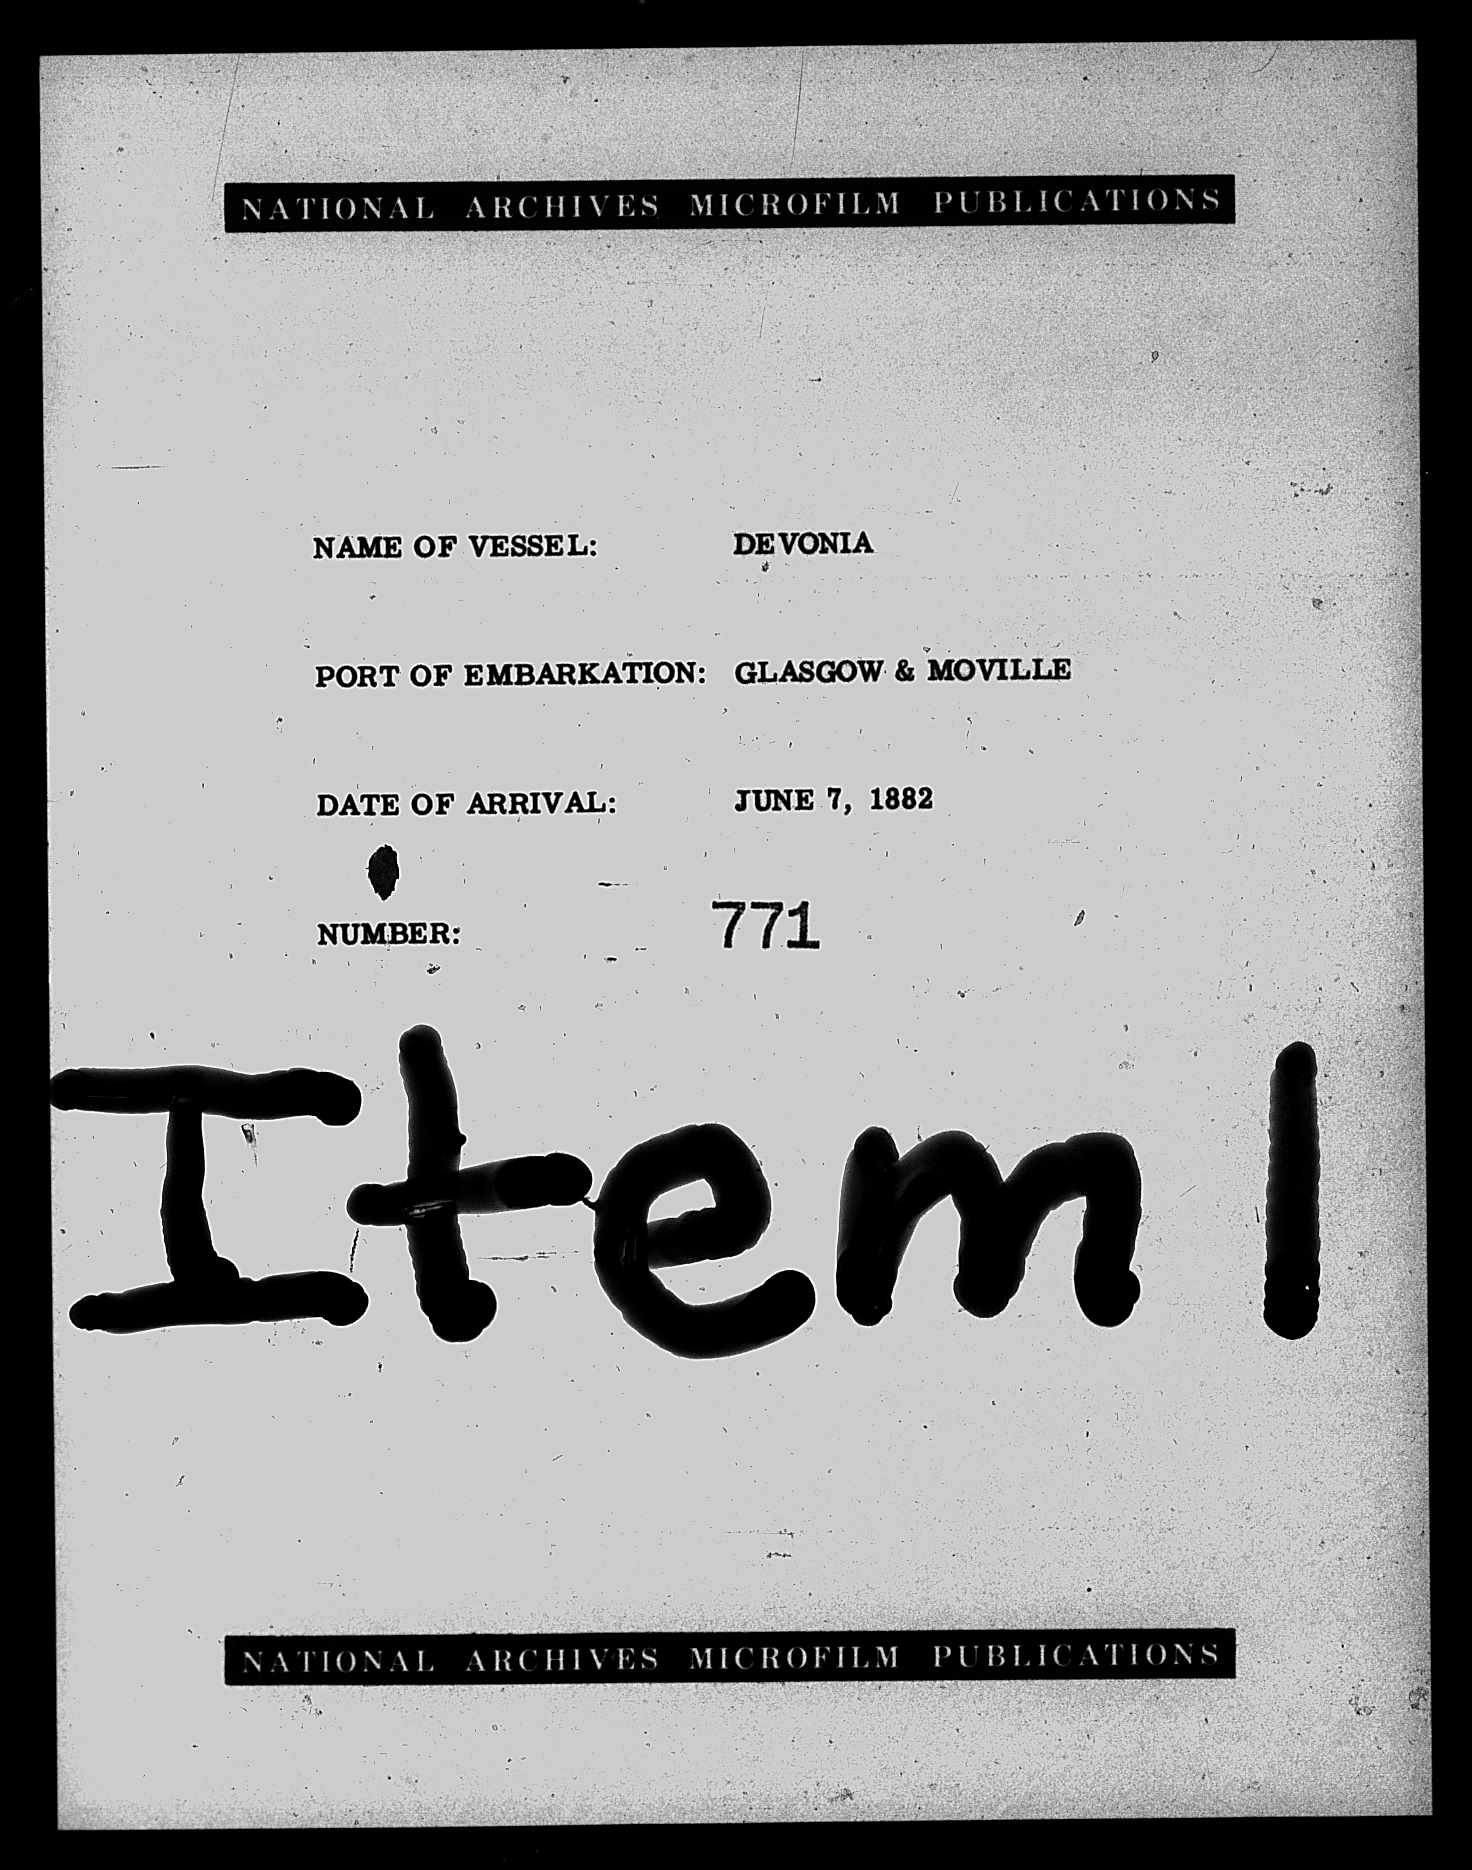 NATIONAL ARCHIVES MICROFILM PUBLICATIONS
NAME OF VESSEL: DEVONIA
PORT OF EMBARKATION: GLASGOW & MOVILLE
DATE OF ARRIVAL: JUNE 7, 1882
NUMBER: 771
Item 1
NATIONAL ARCHIVES MICROFILM PUBLICATIONS